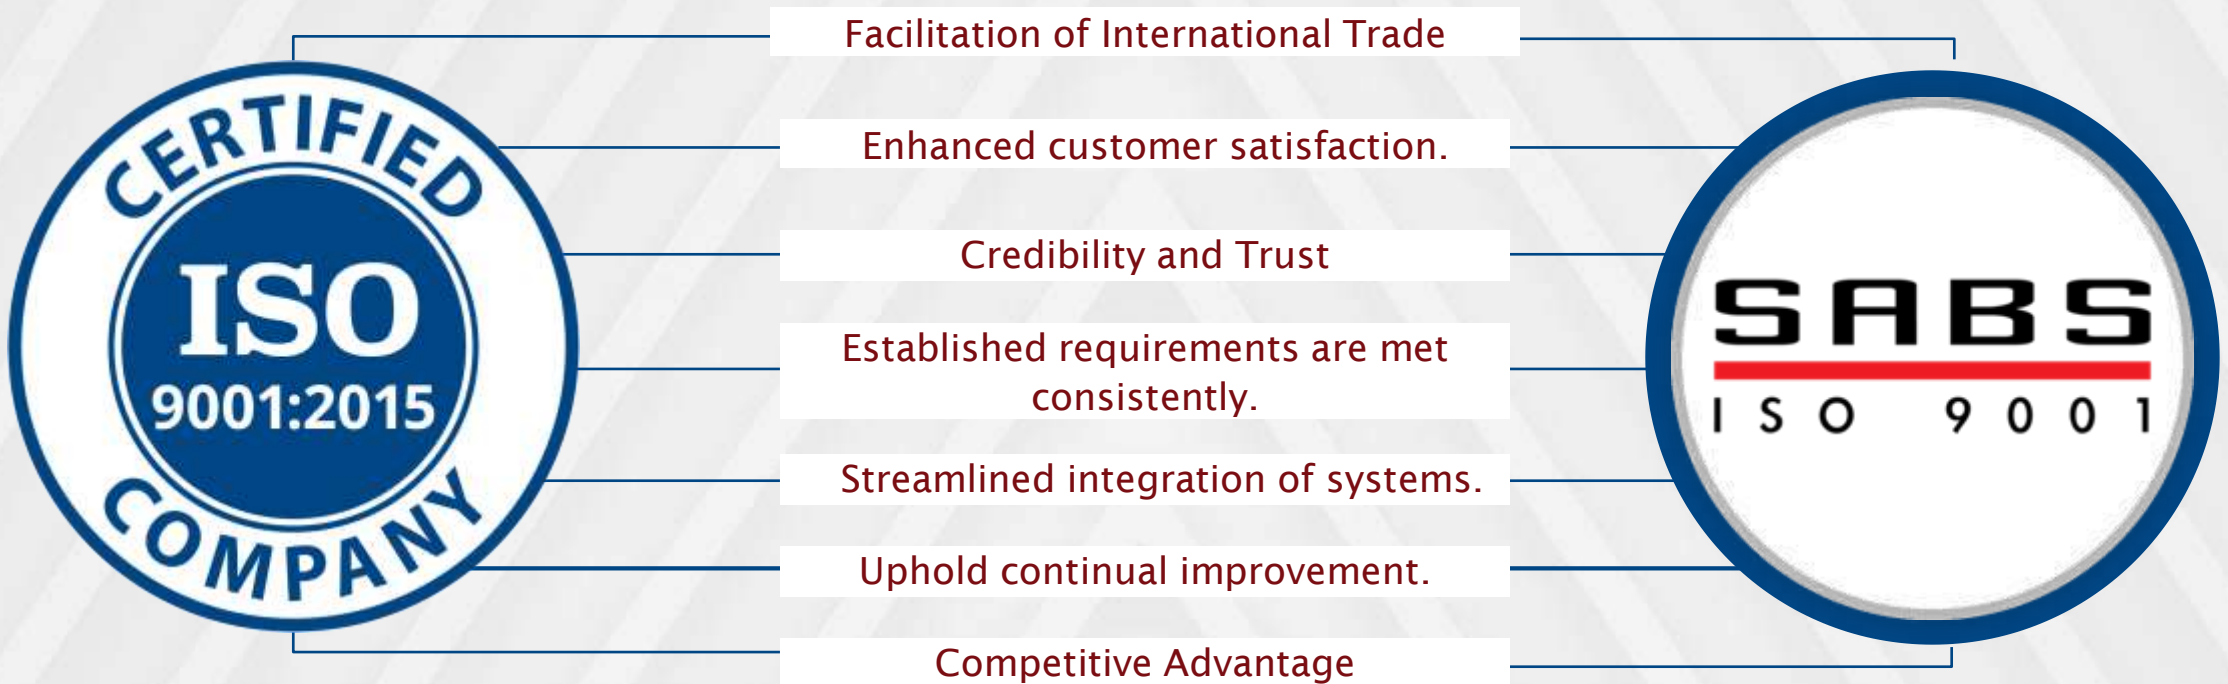 Facilitation of International Trade
Enhanced customer satisfaction.
Credibility and Trust
Established requirements are met
consistently.
Streamlined integration of systems.
Uphold continual improvement.
Competitive Advantage
CERTIFIED
ISO
9001:2015
COMPANY
SABS
ISO 9001